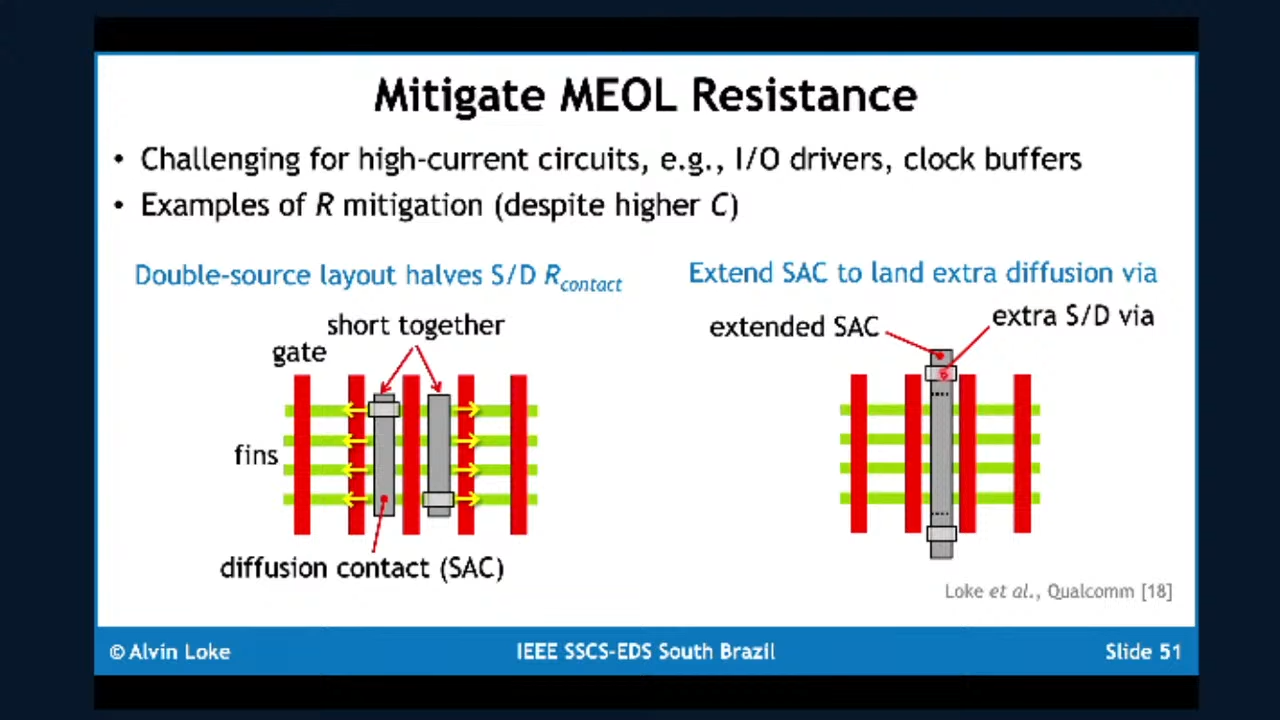 Mitigate MEOL Resistance
• Challenging for high-current circuits, e.g., I/O drivers, clock buffers
• Examples of R mitigation (despite higher C)
Double-source layout halves S/D Rcontact
short together
gate
fins
diffusion contact (SAC)
Extend SAC to land extra diffusion via
extended SAC
extra S/D via
Loke et al., Qualcomm [18]
© Alvin Loke
IEEE SSCS-EDS South Brazil
Slide 51